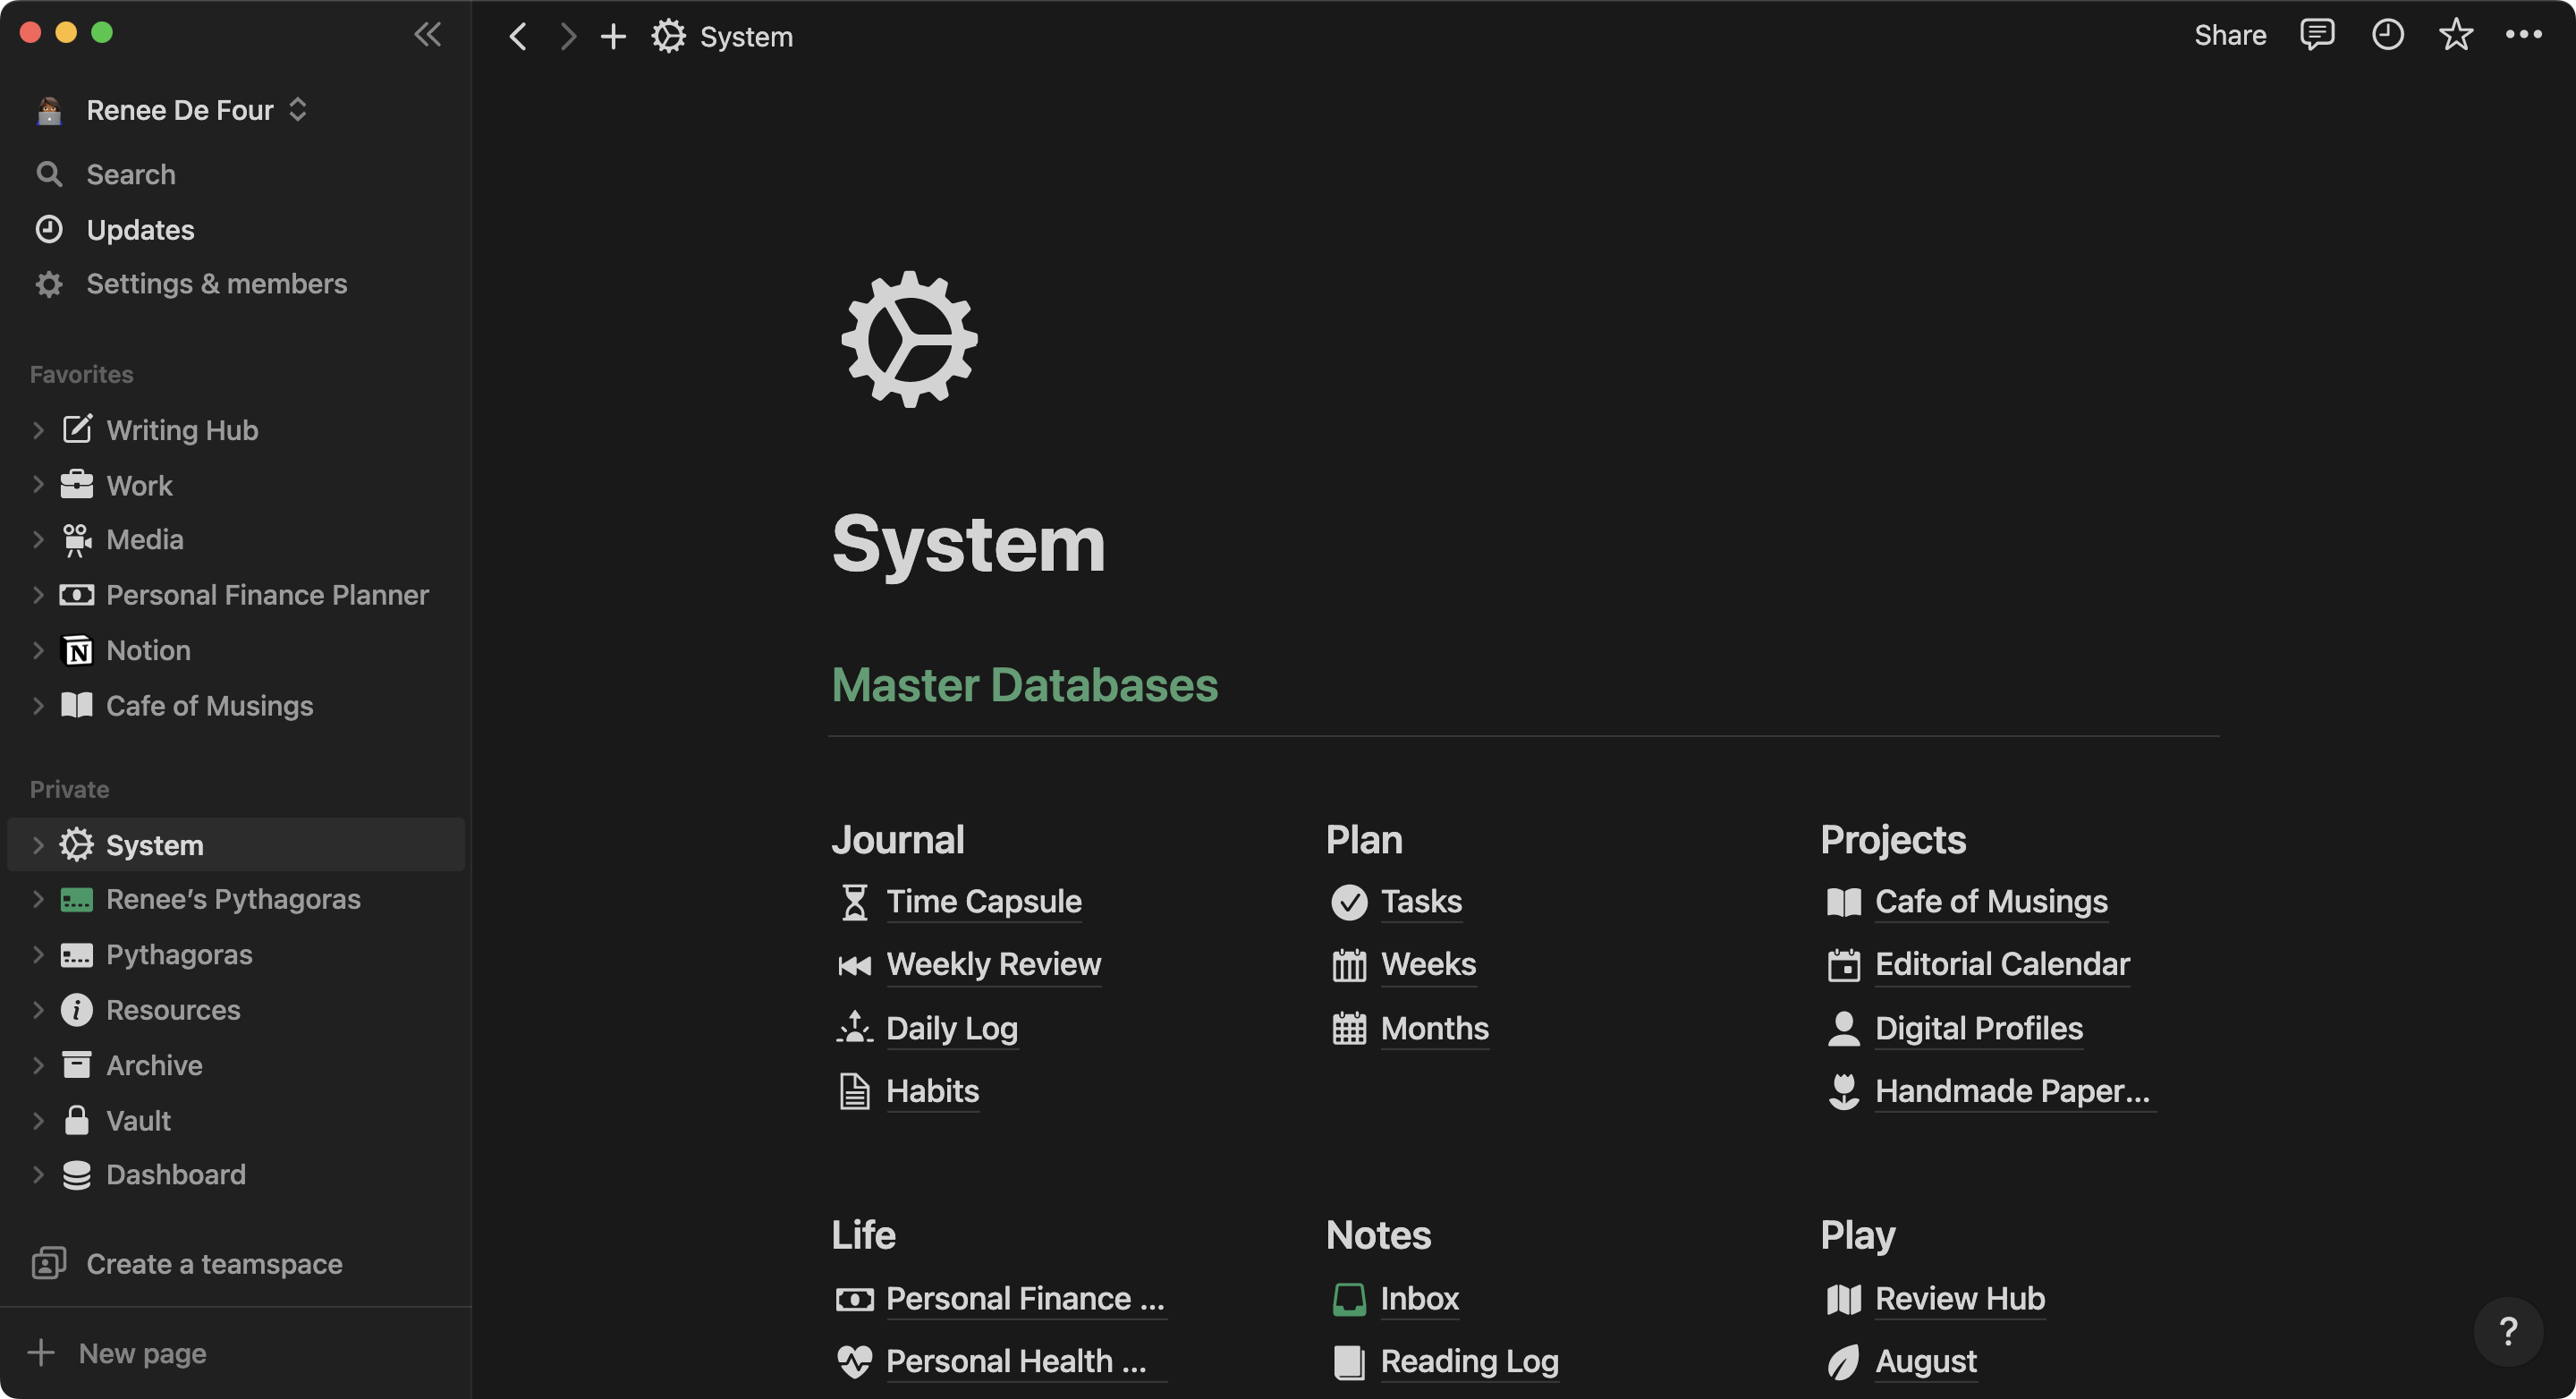 System
Share
Renee De Four
Search
Updates
Settings & members
Favorites
Writing Hub
Work
Media
Personal Finance Planner
Notion
Cafe of Musings
Private
System
Renee’s Pythagoras
Pythagoras
Resources
Archive
Vault
Dashboard
Create a teamspace
New page
System
Master Databases
Journal
Time Capsule
Weekly Review
Daily Log
Habits
Plan
Tasks
Weeks
Months
Projects
Cafe of Musings
Editorial Calendar
Digital Profiles
Handmade Paper...
Life
Personal Finance ...
Personal Health ...
Notes
Inbox
Reading Log
Play
Review Hub
August
?